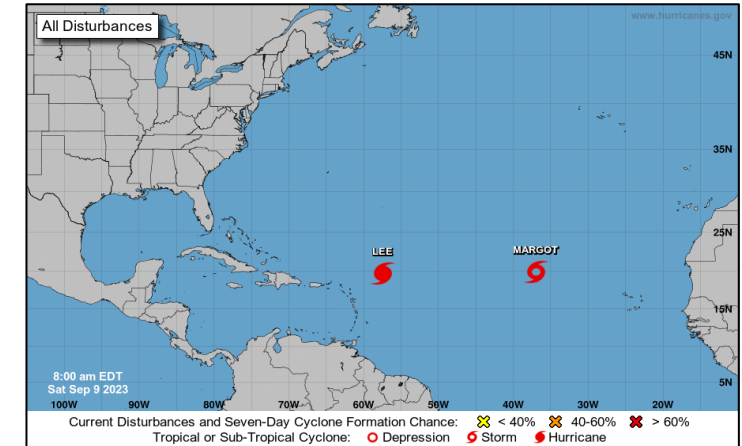 All Disturbances
www.hurricanes.gov
45N
35N
25N
15N
5N
LEE
MARGOT
8:00 am EDT
Sat Sep 9 2023
100W 90W 80W 70W 60W 50W 40W 30W 20W
Current Disturbances and Seven-Day Cyclone Formation Chance: < 40% 40-60% > 60%
Tropical or Sub-Tropical Cyclone: Depression Storm Hurricane